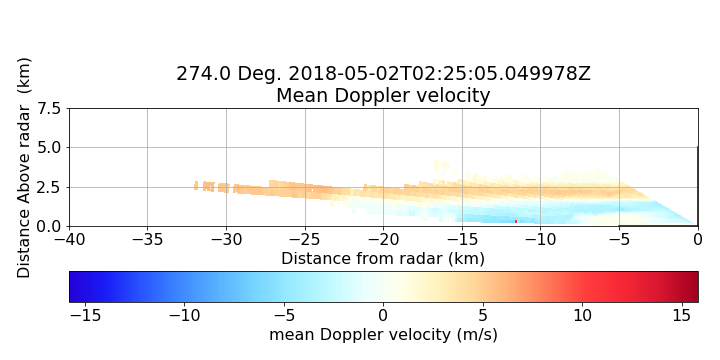 274.0 Deg. 2018-05-02T02:25:05.049978Z
Mean Doppler velocity
Distance Above radar  (km)
7.5
5.0
2.5
0.0
−40 −35 −30 −25 −20 −15 −10 −5 0
Distance from radar (km)
−15 −10 −5 0 5 10 15
mean Doppler velocity (m/s)